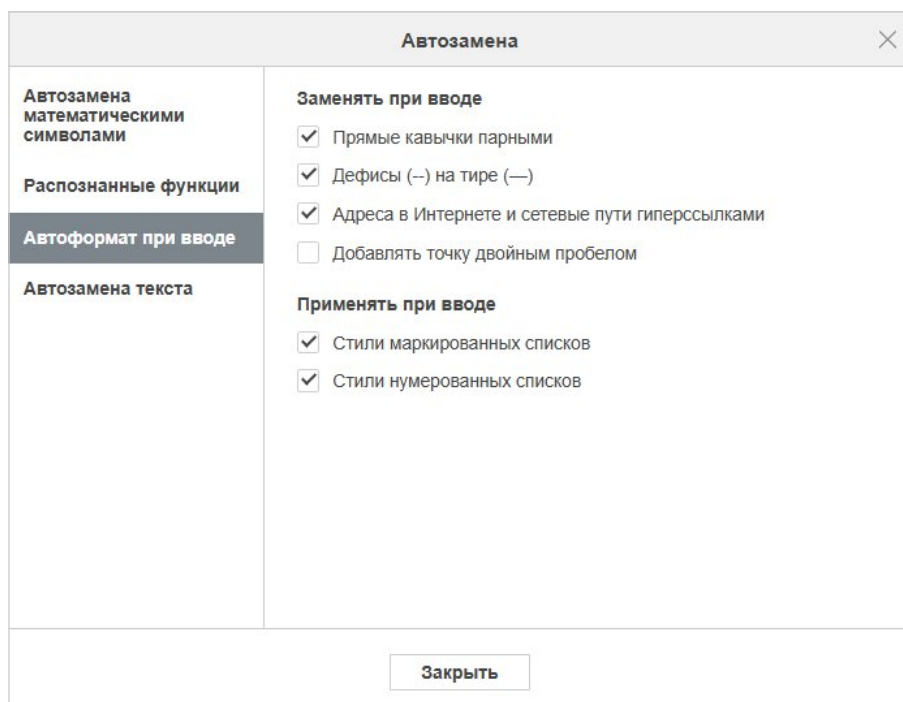 Автозамена
Автозамена
математическими
символами
Распознанные функции
Автоформат при вводе
Автозамена текста
Заменять при вводе
Прямые кавычки парными
Дефисы (--) на тире (—)
Адреса в Интернете и сетевые пути гиперссылками
Добавлять точку двойным пробелом
Применять при вводе
Стили маркированных списков
Стили нумерованных списков
Закрыть